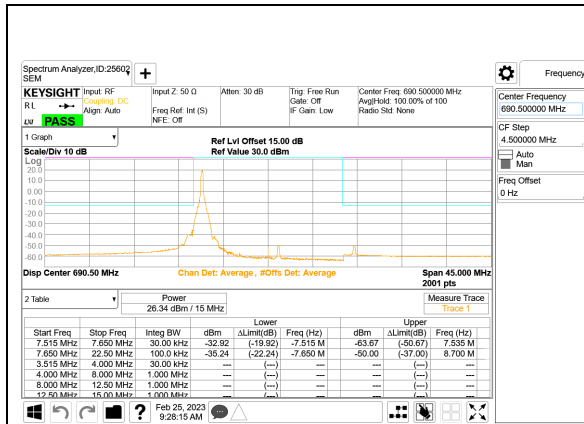 Spectrum Analyzer,ID:25602
SEM
+
Frequency
KEYSIGHT
R L
LXI
PASS
Input: RF
Coupling: DC
Align: Auto
Input Z: 50 Ω
Freq Ref: Int (S)
NFE: Off
Atten: 30 dB
Trig: Free Run
Gate: Off
IF Gain: Low
Center Freq: 690.500000 MHz
Avg|Hold: 100.00% of 100
Radio Std: None
Center Frequency
690.500000 MHz
CF Step
4.500000 MHz
Auto
Man
Freq Offset
0 Hz
1 Graph
Scale/Div 10 dB
Ref Lvl Offset 15.00 dB
Ref Value 30.0 dBm
Log
20.0
10.0
0.00
-10.0
-20.0
-30.0
-40.0
-50.0
-60.0
Disp Center 690.50 MHz
Chan Det: Average , #Offs Det: Average
Span 45.000 MHz
2001 pts
2 Table
Power
26.34 dBm / 15 MHz
Measure Trace
Trace 1
Lower Upper
Start Freq Stop Freq Integ BW dBm ΔLimit(dB) Freq (Hz) dBm ΔLimit(dB) Freq (Hz)
7.515 MHz 7.650 MHz 30.00 kHz -32.92 (-19.92) -7.515 M -63.67 (-50.67) 7.535 M
7.650 MHz 22.50 MHz 100.0 kHz -35.24 (-22.24) -7.650 M -50.00 (-37.00) 8.700 M
3.515 MHz 4.000 MHz 30.00 kHz --- (---) --- --- (---) ---
4.000 MHz 8.000 MHz 1.000 MHz --- (---) --- --- (---) ---
8.000 MHz 12.50 MHz 1.000 MHz --- (---) --- --- (---) ---
12.50 MHz 15.00 MHz 1.000 MHz --- (---) --- --- (---) ---
?
Feb 25, 2023
9:28:15 AM